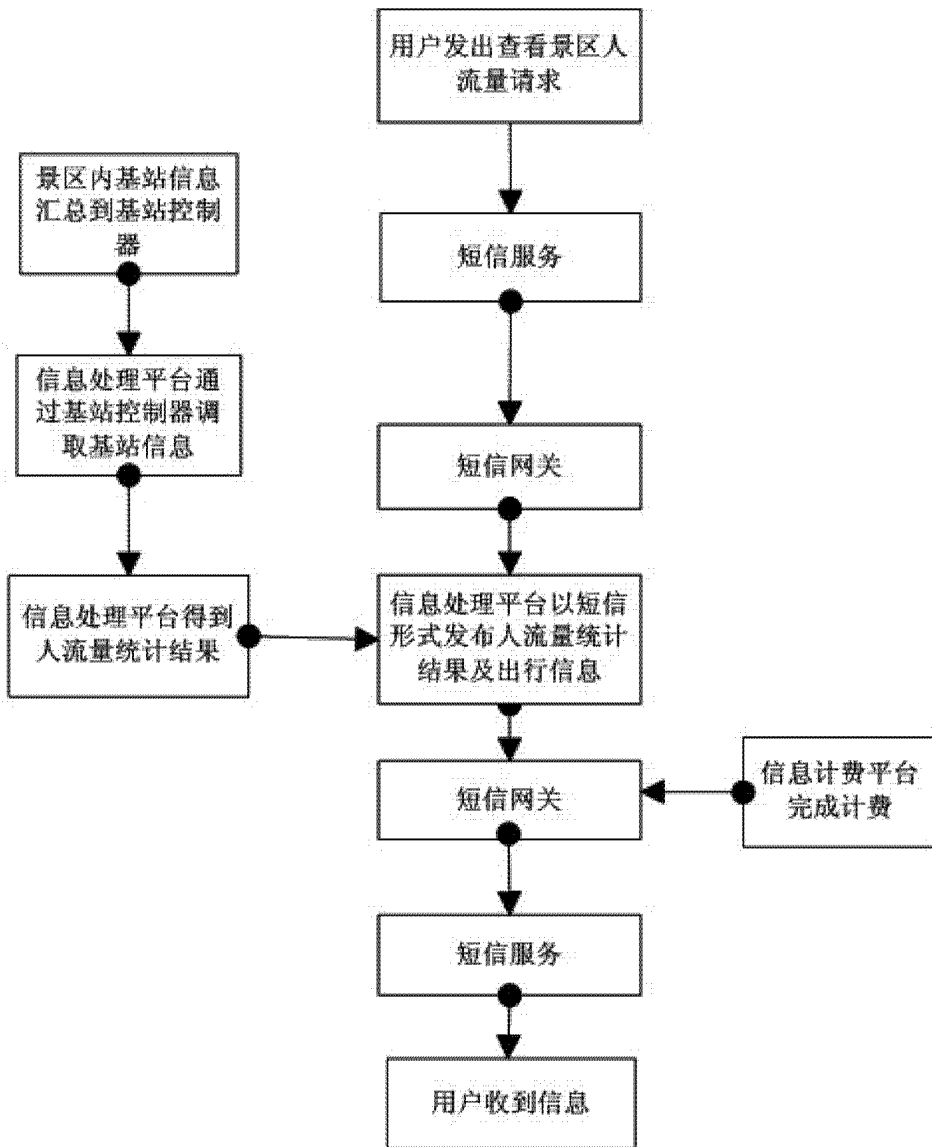 用户发出查看景区人
流量请求
景区内基站信息
汇总到基站控制
器
短信服务
信息处理平台通
过基站控制器调
取基站信息
短信网关
信息处理平台得到
人流量统计结果
信息处理平台以短信
形式发布人流量统计
结果及出行信息
短信网关
信息计费平台
完成计费
短信服务
用户收到信息